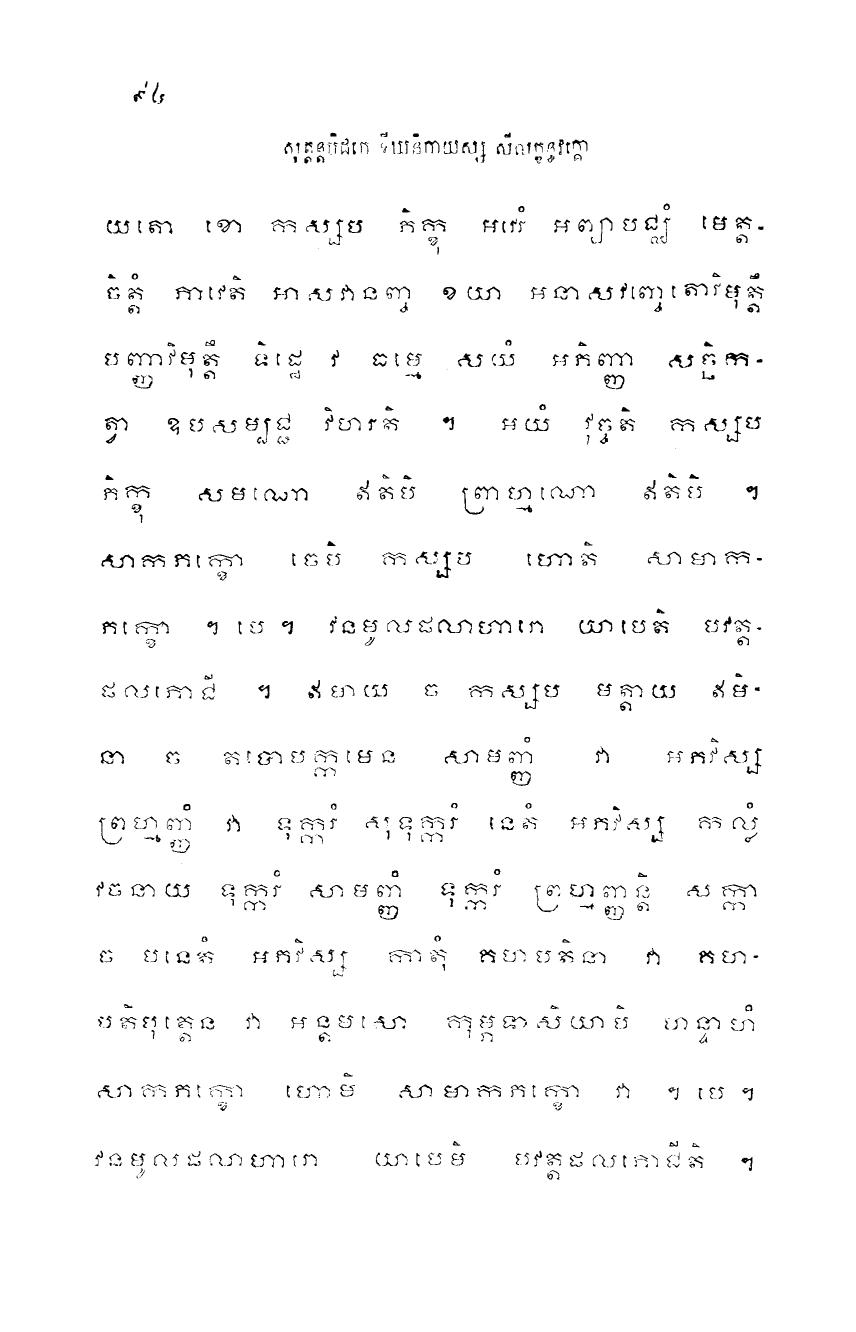 ៩៤
សុត្តន្តបិដកេ ទីឃនិកាយស្ស សីលក្ខន្ធវគ្គោ
យតោ ខោ កស្សប ភិក្ខុ អវេរំ អព្យាបជ្ឈំ មេត្ត-
ចិត្តំ ភាវេតិ អាសវានញ្ច ខយា អនាសវញ្ចេតោវិមុត្តឹ
បញ្ញាវិមុត្តឹ ទិដ្ឋេ វ ធម្មេ សយំ អភិញ្ញា សច្ឆិក-
ត្វា ឧបសម្បជ្ជ វិហរតិ ។ អយំ វុច្ចតិ កស្សប
ភិក្ខុ សមណោ ឥតិបិ ព្រាហ្មណោ ឥតិបិ ។
សាកភក្ខោ ចេបិ កស្សប ហោតិ សាមាក-
ភក្ខោ ។ បេ ។ វនមូលផលាហារោ យាបេតិ បវត្ត-
ផលភោជី ។ ឥមាយ ច កស្សប មត្តាយ ឥមិ-
នា ច តបោបក្កមេន សាមញ្ញំ វា អភវិស្ស
ព្រហ្មញ្ញំ វា ទុក្ករំ សុទុក្ករំ នេតំ អភវិស្ស កល្លំ
វចនាយ ទុក្ករំ សាមញ្ញំ ទុក្ករំ ព្រហ្មញ្ញន្តិ សក្កា
ច បនេតំ អភវិស្ស កាតុំ គហបតិនា វា គហ-
បតិបុត្តេន វា អន្តមសោ កុម្ភទាសិយាបិ ហន្ទាហំ
សាកភក្ខោ ហោមិ សាមាកភក្ខោ វា ។ បេ ។
វនមូលផលាហារោ យាបេមិ បវត្តផលភោជីតិ ។